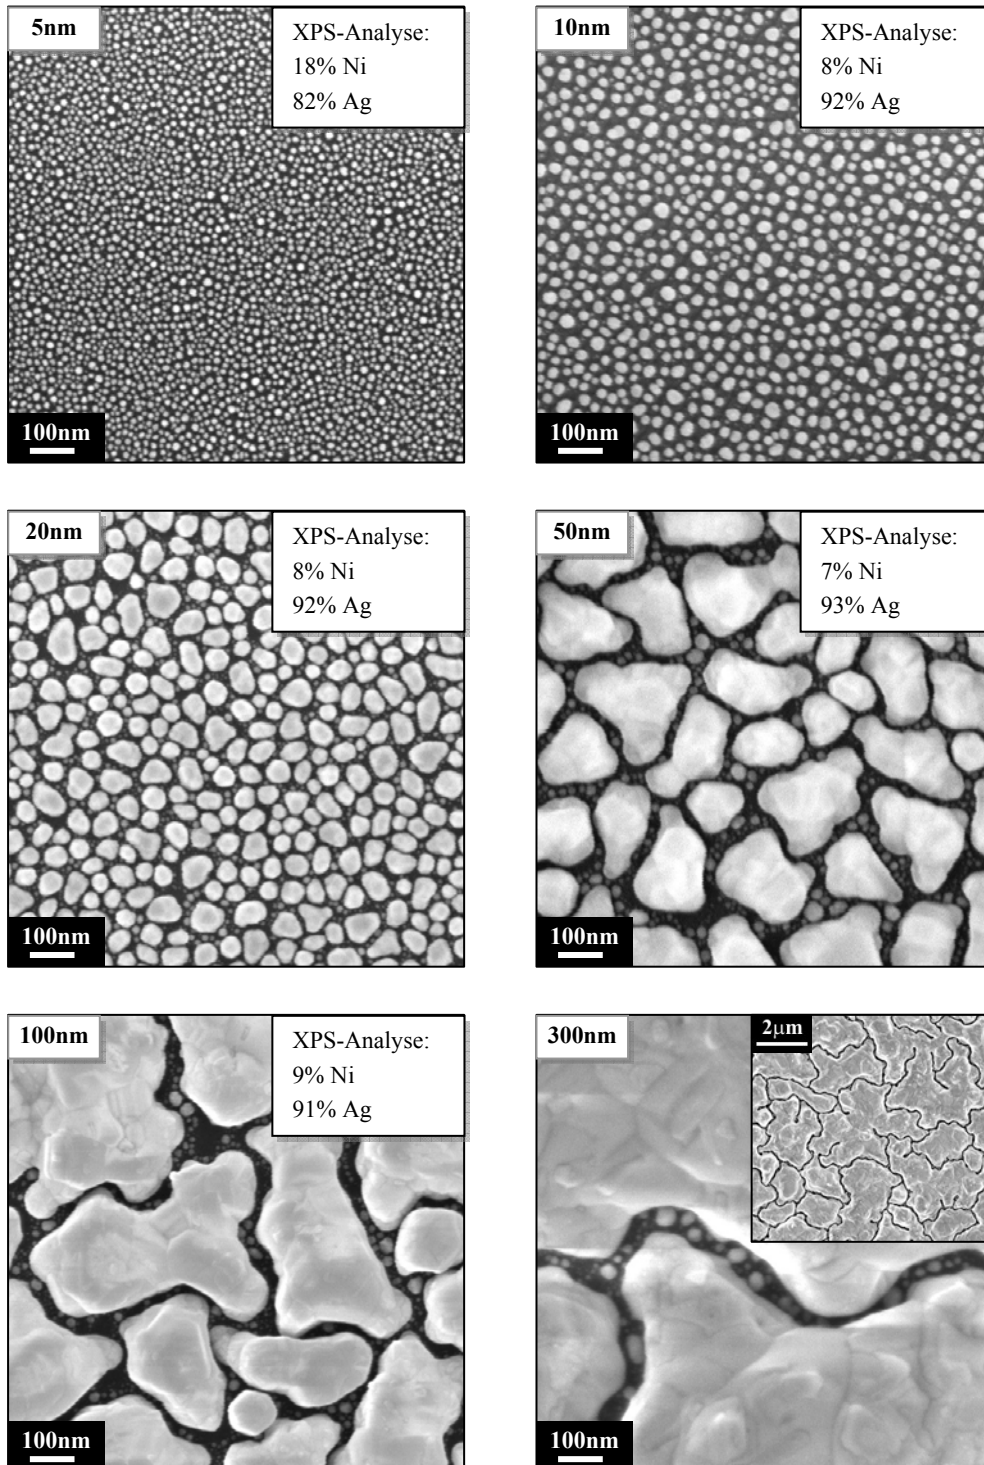 5nm
XPS-Analyse:
18% Ni
82% Ag
100nm
10nm
XPS-Analyse:
8% Ni
92% Ag
100nm
20nm
XPS-Analyse:
8% Ni
92% Ag
100nm
50nm
XPS-Analyse:
7% Ni
93% Ag
100nm
100nm
XPS-Analyse:
9% Ni
91% Ag
100nm
300nm
2µm
100nm